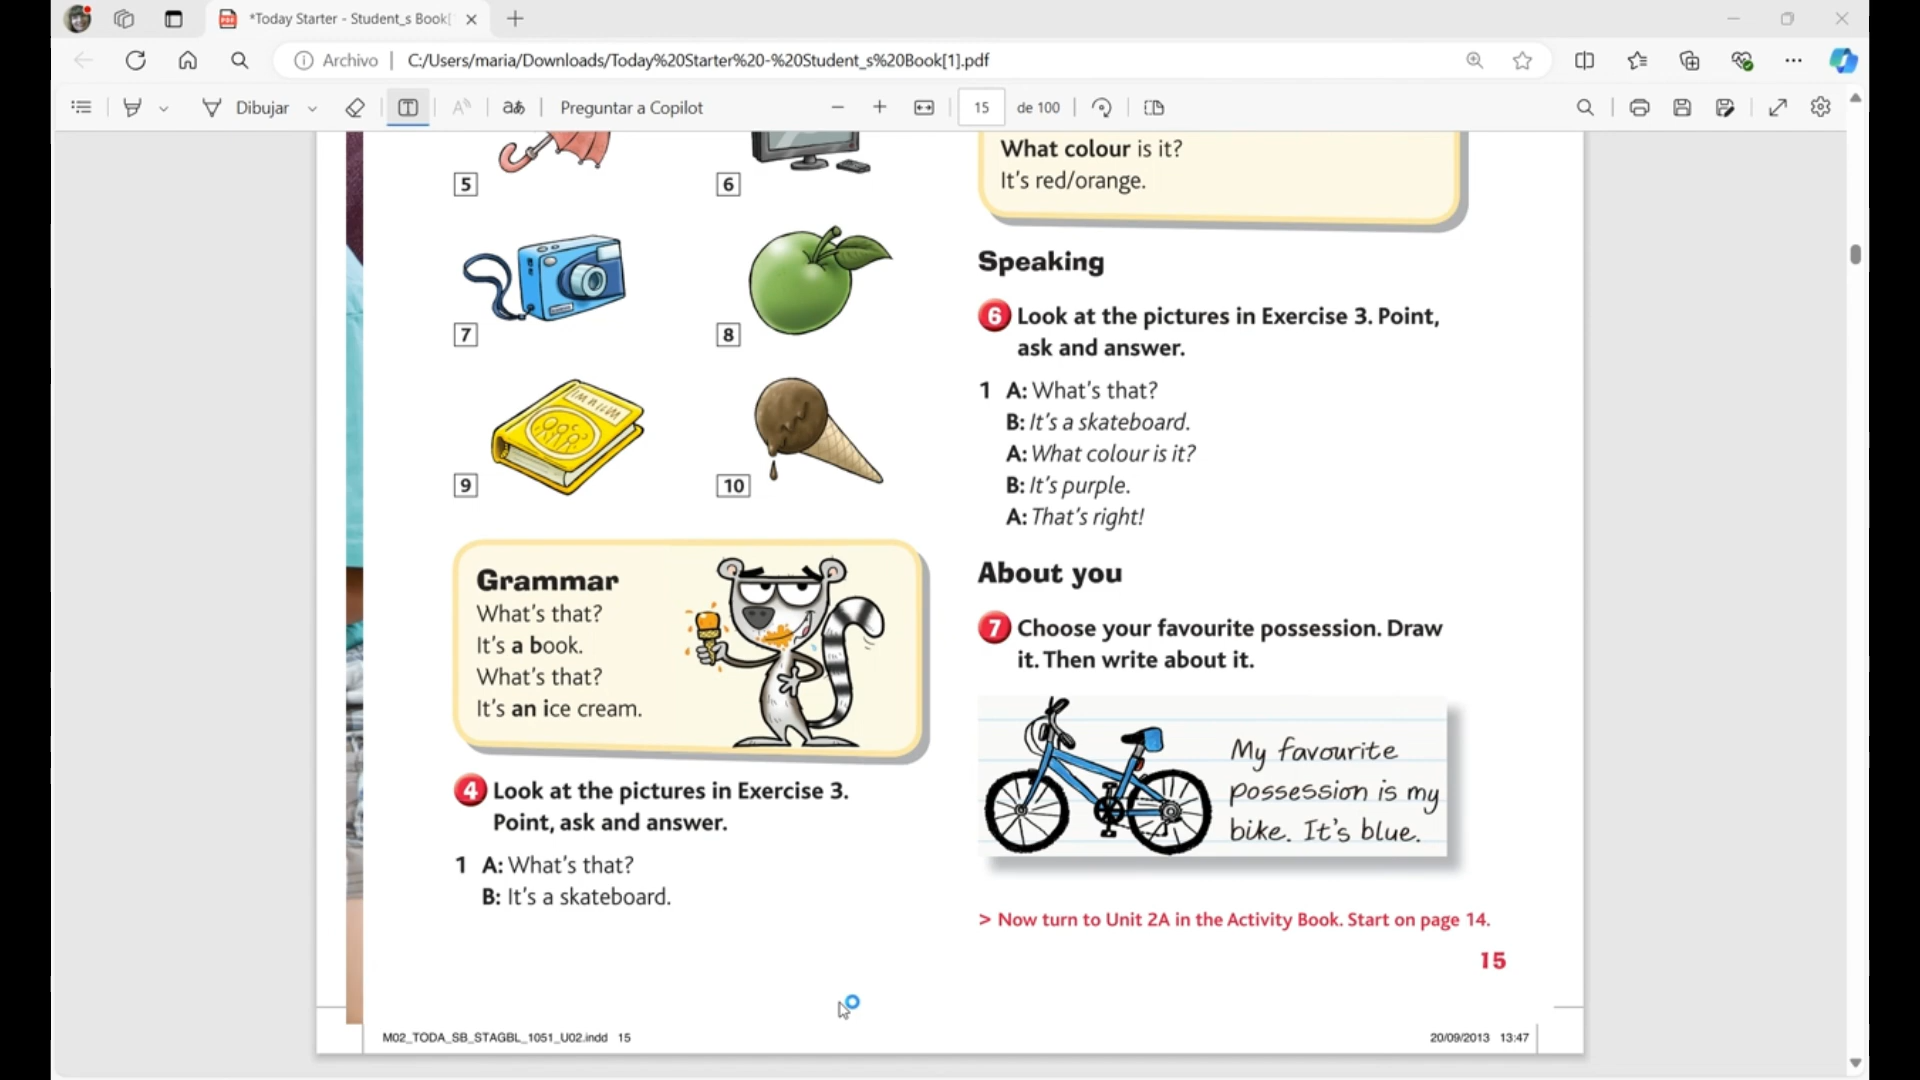 *Today Starter - Student_s Book[
Archivo
C:/Users/maria/Downloads/Today%20Starter%20-%20Student_s%20Book[1].pdf
Dibujar
Preguntar a Copilot
15
de 100
5
6
7
8
9
10
Grammar
What's that?
It's a book.
What's that?
It's an ice cream.
4 Look at the pictures in Exercise 3.
Point, ask and answer.
1 A: What's that?
B: It's a skateboard.
What colour is it?
It's red/orange.
Speaking
6 Look at the pictures in Exercise 3. Point,
ask and answer.
1 A: What's that?
B: It's a skateboard.
A: What colour is it?
B: It's purple.
A: That's right!
About you
7 Choose your favourite possession. Draw
it. Then write about it.
My favourite
possession is my
bike. It's blue.
> Now turn to Unit 2A in the Activity Book. Start on page 14.
15
M02_TODA_SB_STAGBL_1051_U02.indd 15
20/09/2013 13:47